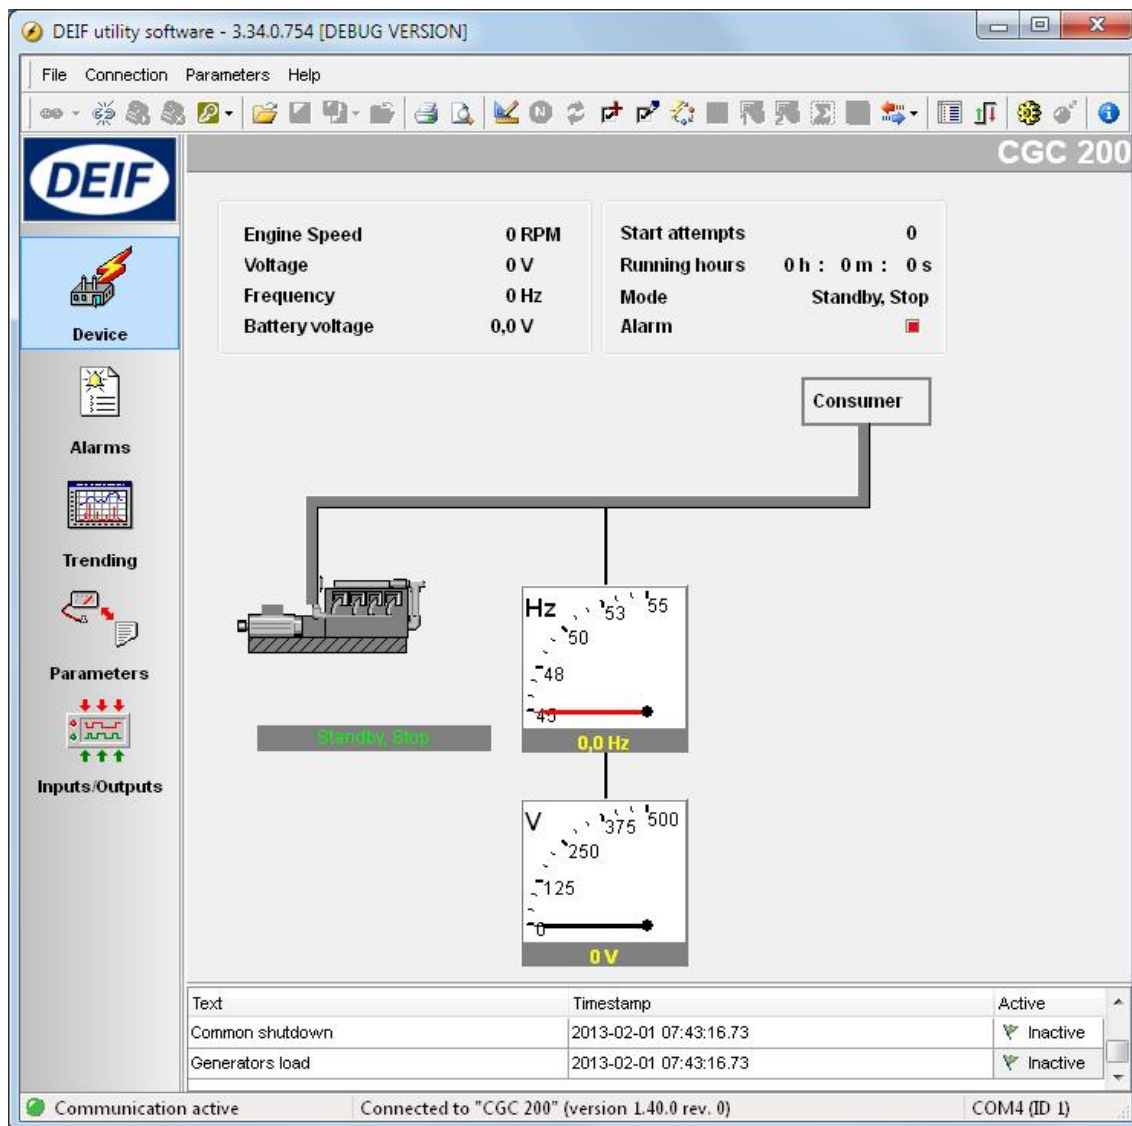 DEIF utility software - 3.34.0.754 [DEBUG VERSION]
File Connection Parameters Help
CGC 200
DEIF
Engine Speed 0 RPM
Voltage 0 V
Frequency 0 Hz
Battery voltage 0,0 V
Start attempts 0
Running hours 0 h : 0 m : 0 s
Mode Standby, Stop
Alarm
Device
Alarms
Trending
Parameters
Inputs/Outputs
Consumer
Hz
53 55
50
48
45
Standby, Stop
0,0 Hz
V
375 500
250
125
0
0 V
Text Timestamp Active
Common shutdown 2013-02-01 07:43:16.73 Inactive
Generators load 2013-02-01 07:43:16.73 Inactive
Communication active Connected to "CGC 200" (version 1.40.0 rev. 0) COM4 (ID 1)